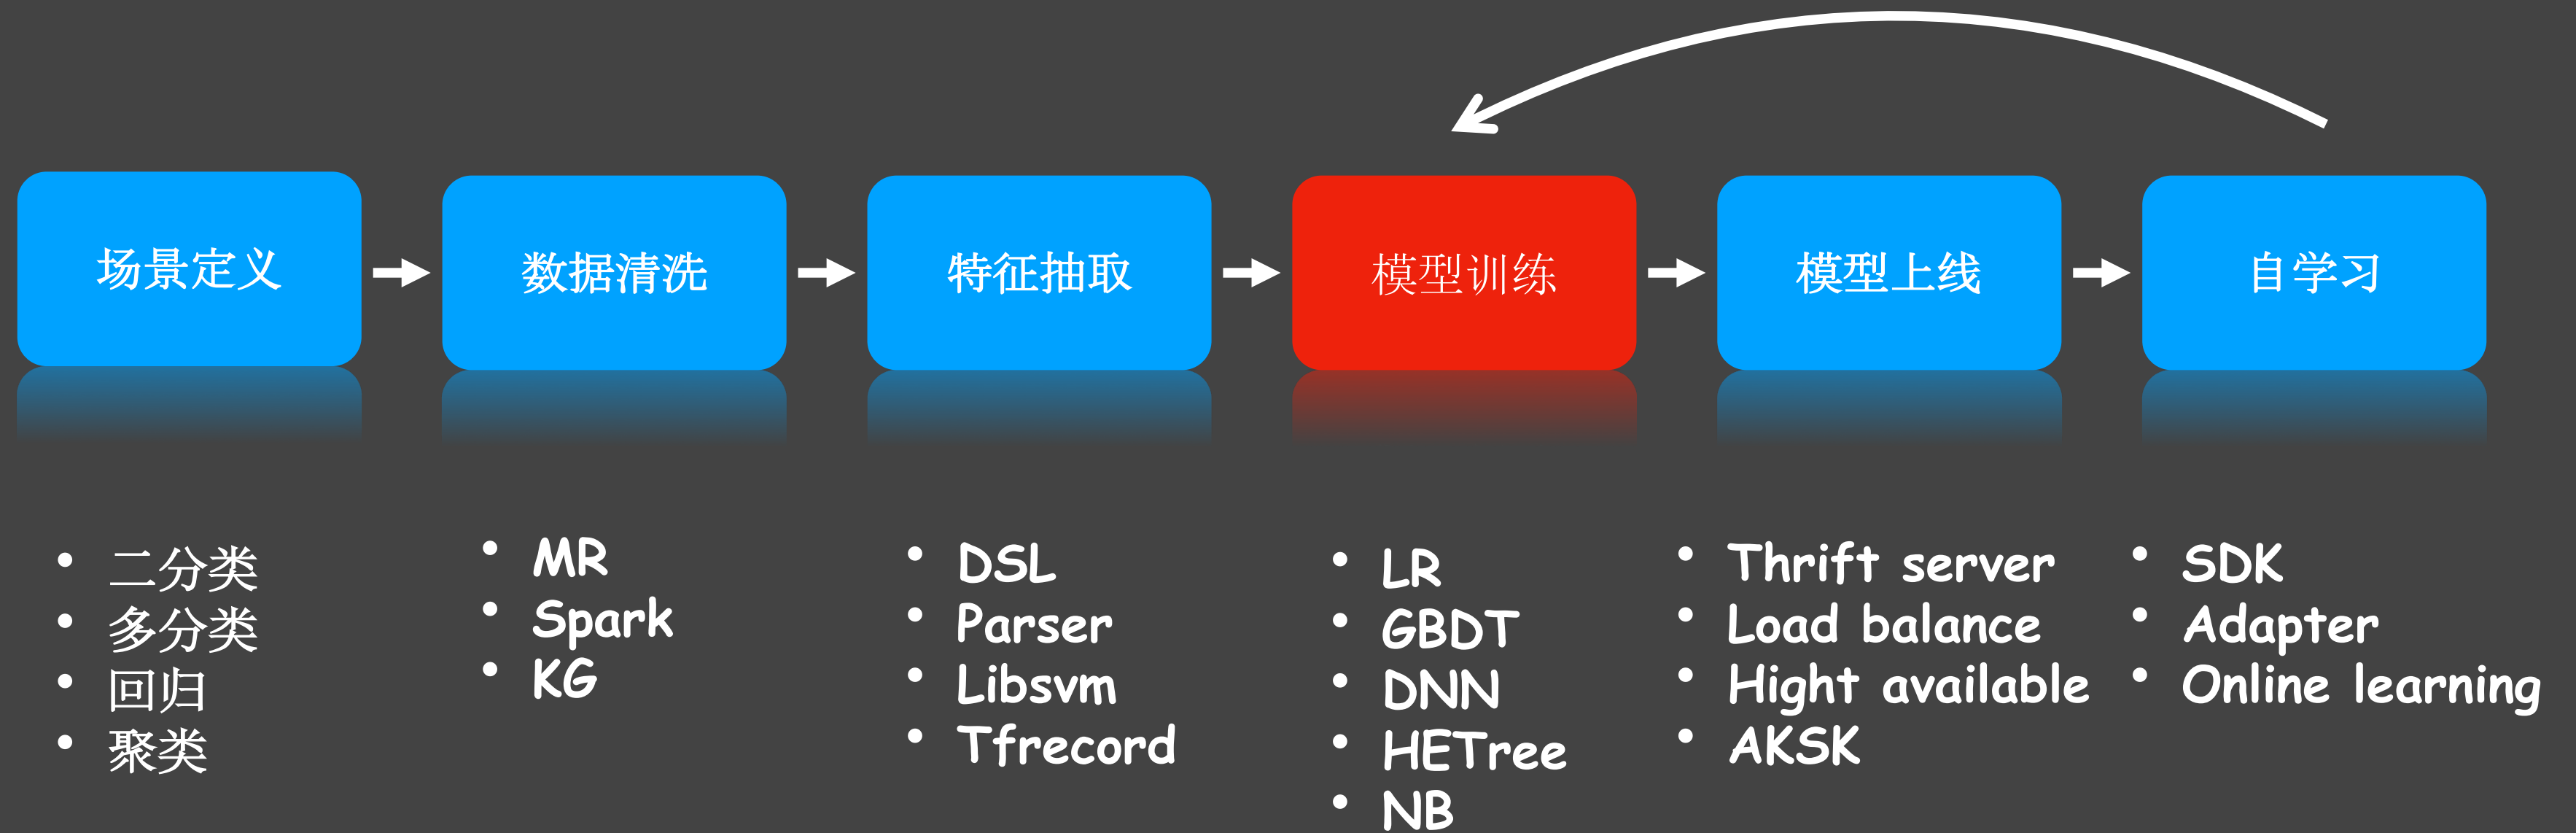 场景定义
数据清洗
特征抽取
模型训练
模型上线
自学习
二分类
多分类
回归
聚类
MR
Spark
KG
DSL
Parser
Libsvm
Tfrecord
LR
GBDT
DNN
HETree
NB
Thrift server
Load balance
Hight available
AKSK
SDK
Adapter
Online learning